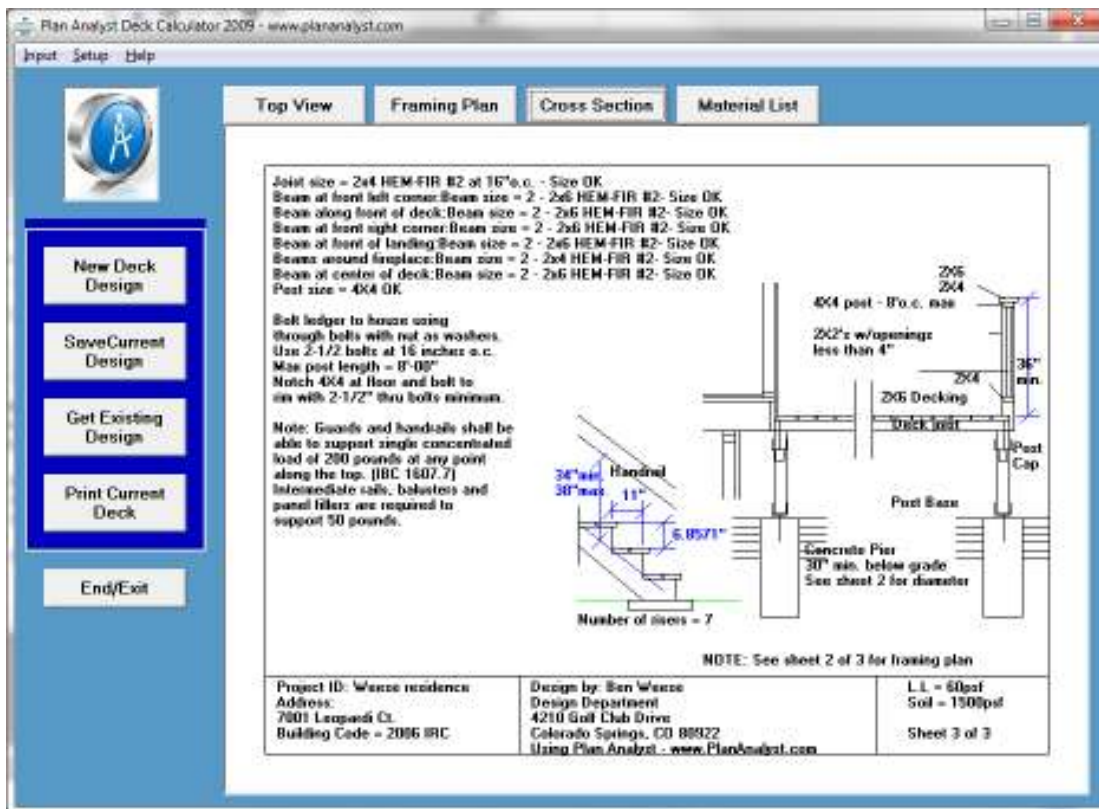 Plan Analyst Deck Calculator 2009 - www.plananalyst.com
Input Setup Help
Top View
Framing Plan
Cross Section
Material List
New Deck
Design
SaveCurrent
Design
Get Existing
Design
Print Current
Deck
End/Exit
Joist size = 2x4 HEM-FIR #2 at 16"o.c. - Size OK
Beam at front left corner:Beam size = 2 - 2x6 HEM-FIR #2- Size OK
Beam along front of deck:Beam size = 2 - 2x6 HEM-FIR #2- Size OK
Beam at front right corner:Beam size = 2 - 2x6 HEM-FIR #2- Size OK
Beam at front of landing:Beam size = 2 - 2x6 HEM-FIR #2- Size OK
Beams around fireplace:Beam size = 2 - 2x4 HEM-FIR #2- Size OK
Beam at center of deck:Beam size = 2 - 2x6 HEM-FIR #2- Size OK
Post size = 4X4 OK
Bolt ledger to house using
through bolts with nut as washers.
Use 2-1/2 bolts at 16 inches o.c.
Max post length = 8'-00"
Notch 4X4 at floor and bolt to
rim with 2-1/2" thru bolts minimum.
Note: Guards and handrails shall be
able to support single concentrated
load of 200 pounds at any point
along the top. (IBC 1607.7)
Intermediate rails, balusters and
panel fillers are required to
support 50 pounds.
2X6
2X4
4X4 post - 8'o.c. max
2X2's w/openings
less than 4"
36"
min.
2X4
2X6 Decking
Deck Joist
Post
Cap
Post Base
Concrete Pier
30" min. below grade
See sheet 2 for diameter
34"min.
38"max
Handrail
11"
6.8571"
Number of risers = 7
NOTE: See sheet 2 of 3 for framing plan
Project ID: Weese residence
Address:
7001 Leopardi Ct.
Building Code = 2006 IRC
Design by: Ben Weese
Design Department
4210 Golf Club Drive
Colorado Springs, CO 80922
Using Plan Analyst - www.PlanAnalyst.com
L.L = 60psf
Soil = 1500psf
Sheet 3 of 3